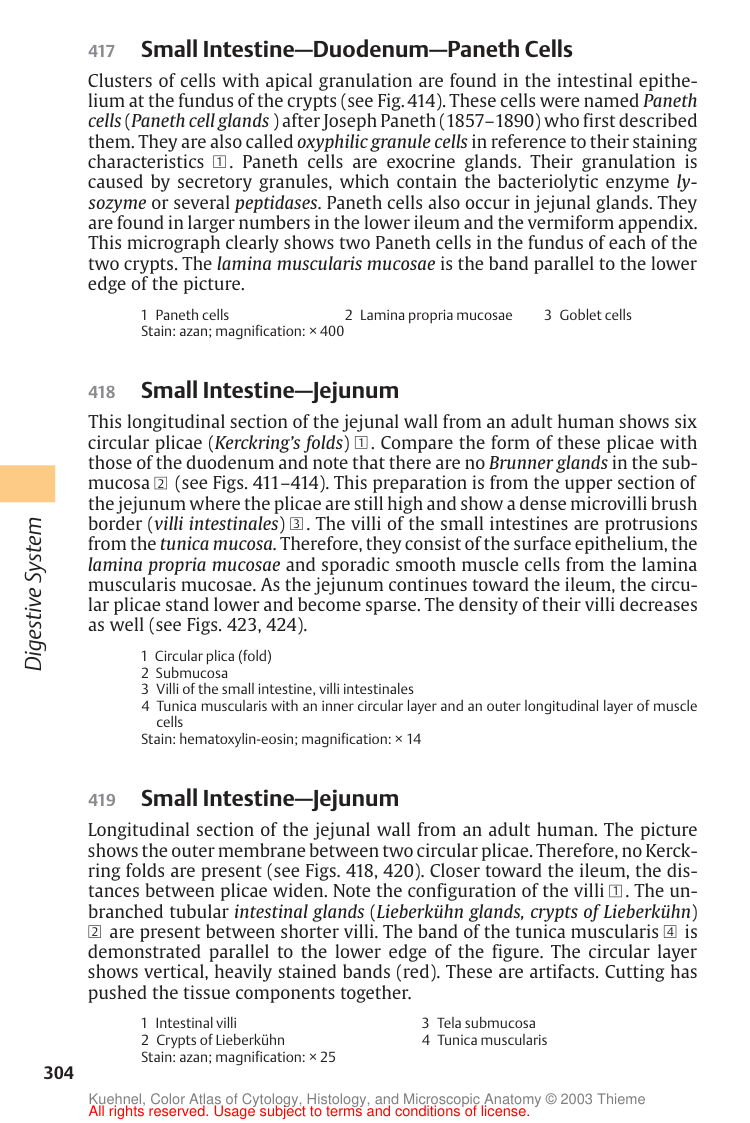 417 Small Intestine—Duodenum—Paneth Cells
Clusters of cells with apical granulation are found in the intestinal epithe-
lium at the fundus of the crypts (see Fig. 414). These cells were named Paneth
cells (Paneth cell glands ) after Joseph Paneth (1857–1890) who first described
them. They are also called oxyphilic granule cells in reference to their staining
characteristics 1. Paneth cells are exocrine glands. Their granulation is
caused by secretory granules, which contain the bacteriolytic enzyme ly-
sozyme or several peptidases. Paneth cells also occur in jejunal glands. They
are found in larger numbers in the lower ileum and the vermiform appendix.
This micrograph clearly shows two Paneth cells in the fundus of each of the
two crypts. The lamina muscularis mucosae is the band parallel to the lower
edge of the picture.
1 Paneth cells 2 Lamina propria mucosae 3 Goblet cells
Stain: azan; magnification: × 400
418 Small Intestine—Jejunum
This longitudinal section of the jejunal wall from an adult human shows six
circular plicae (Kerckring's folds) 1. Compare the form of these plicae with
those of the duodenum and note that there are no Brunner glands in the sub-
mucosa 2 (see Figs. 411–414). This preparation is from the upper section of
the jejunum where the plicae are still high and show a dense microvilli brush
border (villi intestinales) 3. The villi of the small intestines are protrusions
from the tunica mucosa. Therefore, they consist of the surface epithelium, the
lamina propria mucosae and sporadic smooth muscle cells from the lamina
muscularis mucosae. As the jejunum continues toward the ileum, the circu-
lar plicae stand lower and become sparse. The density of their villi decreases
as well (see Figs. 423, 424).
1 Circular plica (fold)
2 Submucosa
3 Villi of the small intestine, villi intestinales
4 Tunica muscularis with an inner circular layer and an outer longitudinal layer of muscle
cells
Stain: hematoxylin-eosin; magnification: × 14
Digestive System
419 Small Intestine—Jejunum
Longitudinal section of the jejunal wall from an adult human. The picture
shows the outer membrane between two circular plicae. Therefore, no Kerck-
ring folds are present (see Figs. 418, 420). Closer toward the ileum, the dis-
tances between plicae widen. Note the configuration of the villi 1. The un-
branched tubular intestinal glands (Lieberkühn glands, crypts of Lieberkühn)
2 are present between shorter villi. The band of the tunica muscularis 4 is
demonstrated parallel to the lower edge of the figure. The circular layer
shows vertical, heavily stained bands (red). These are artifacts. Cutting has
pushed the tissue components together.
1 Intestinal villi 3 Tela submucosa
2 Crypts of Lieberkühn 4 Tunica muscularis
Stain: azan; magnification: × 25
304
Kuehnel, Color Atlas of Cytology, Histology, and Microscopic Anatomy © 2003 Thieme
All rights reserved. Usage subject to terms and conditions of license.